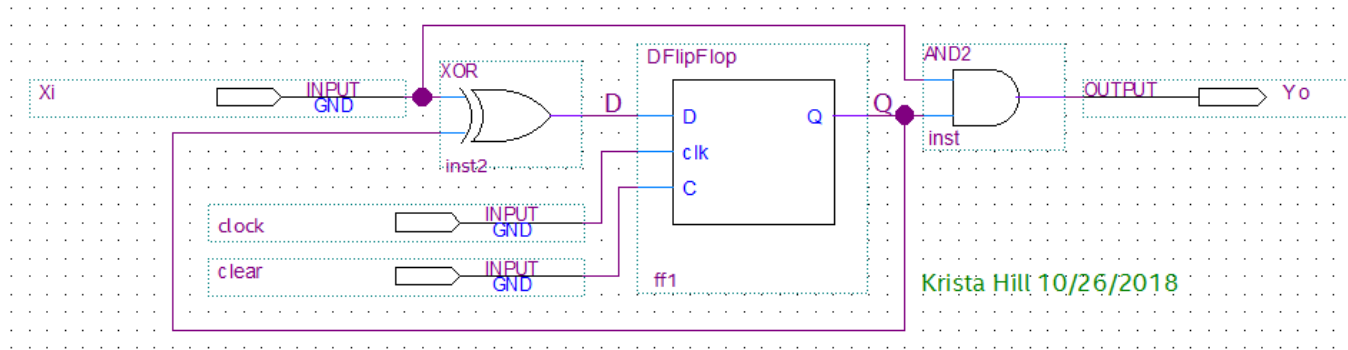 DFlipFlop
AND2
XOR
Xi
INPUT
GND
OUTPUT
Yo
D
Q
D
Q
inst
clk
inst2
C
clock
INPUT
GND
clear
INPUT
GND
ff1
Krista Hill 10/26/2018